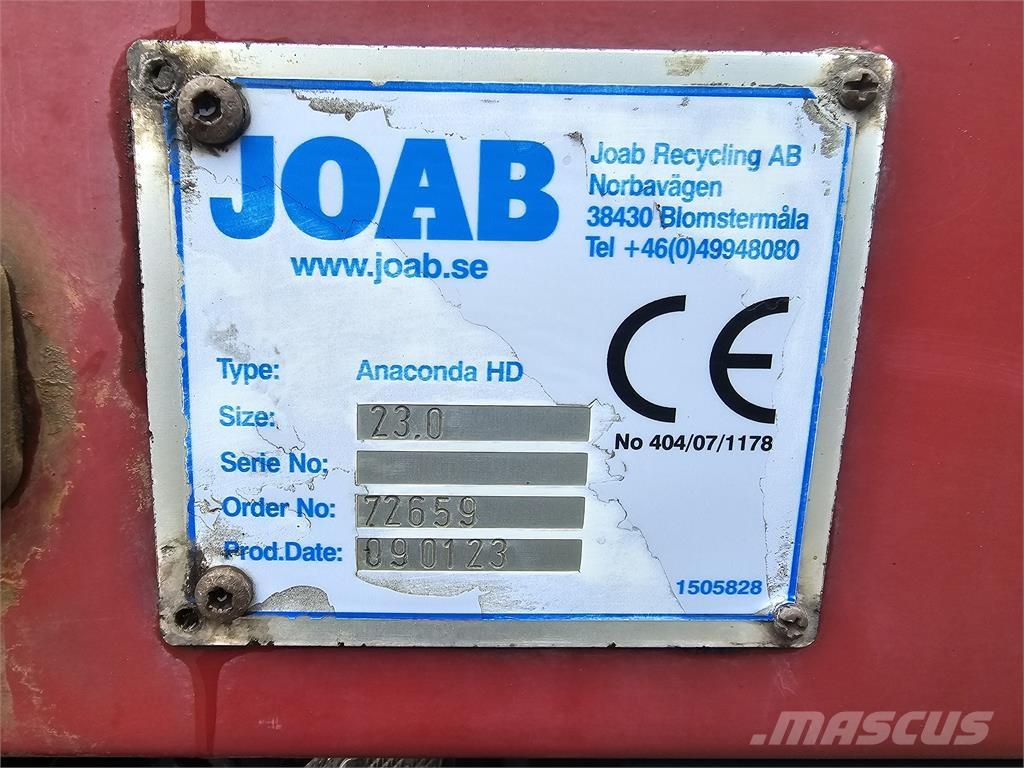 JOAB
www.joab.se
Joab Recycling AB
Norbavägen
38430 Blomstermåla
Tel +46(0)49948080
CE
No 404/07/1178
Type: Anaconda HD
Size: 23.0
Serie No:
Order No: 72659
Prod.Date: 090123
1505828
MASCUS